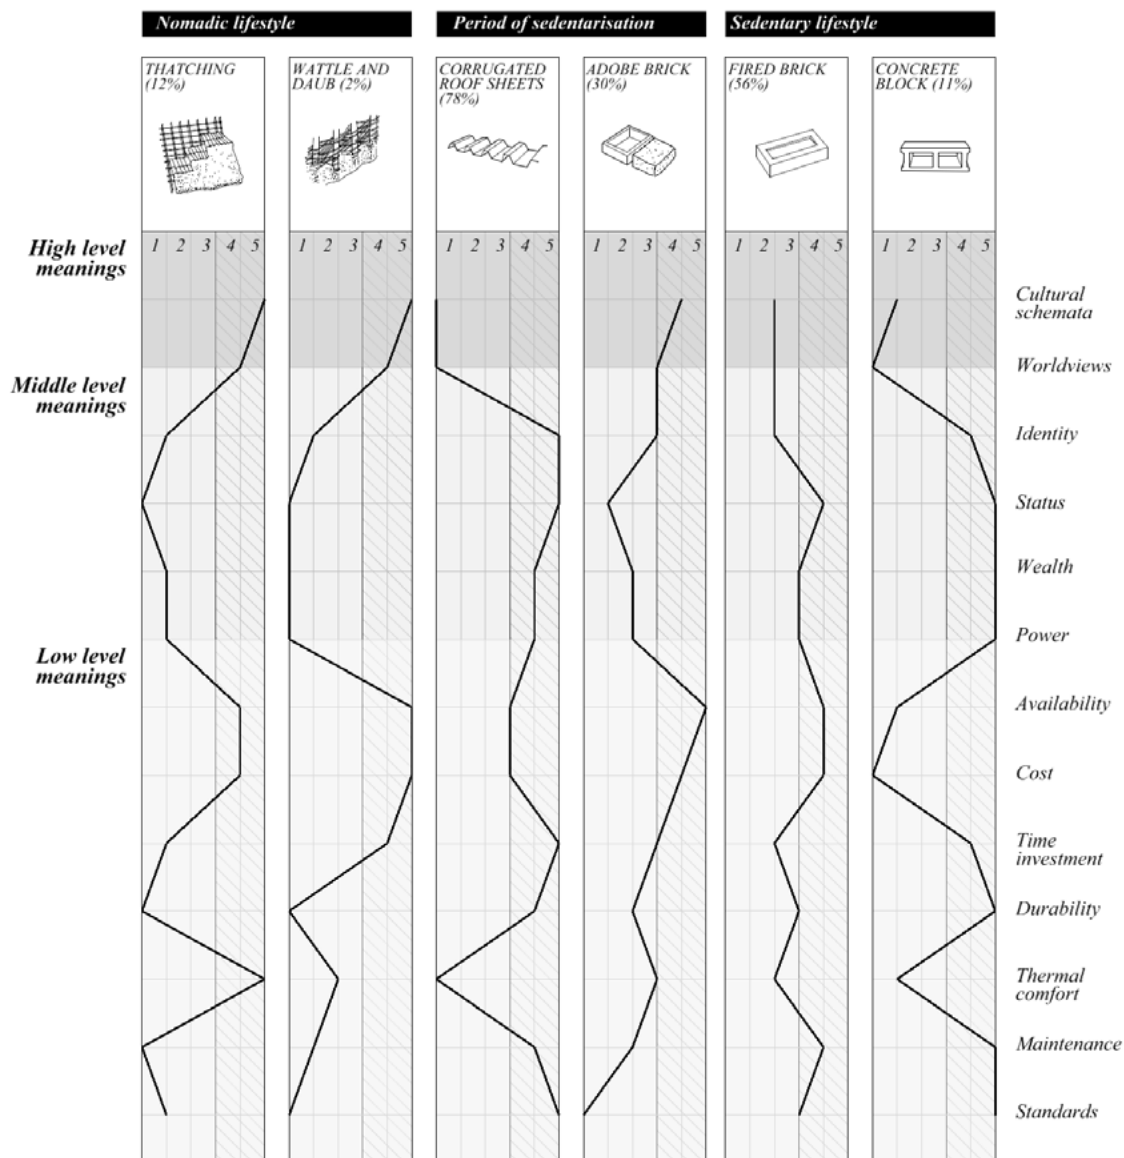 Nomadic lifestyle
Period of sedentarisation
Sedentary lifestyle
THATCHING
(12%)
WATTLE AND
DAUB (2%)
CORRUGATED
ROOF SHEETS
(78%)
ADOBE BRICK
(30%)
FIRED BRICK
(56%)
CONCRETE
BLOCK (11%)
High level
meanings
1 2 3 4 5
1 2 3 4 5
1 2 3 4 5
1 2 3 4 5
1 2 3 4 5
1 2 3 4 5
Cultural
schemata
Worldviews
Middle level
meanings
Identity
Status
Wealth
Power
Low level
meanings
Availability
Cost
Time
investment
Durability
Thermal
comfort
Maintenance
Standards